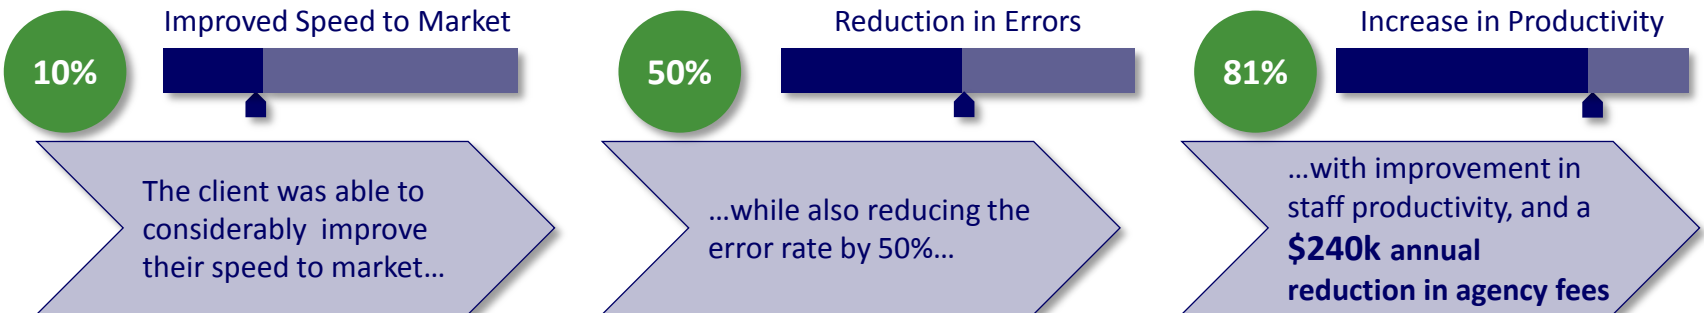 Improved Speed to Market
10%
The client was able to
considerably  improve
their speed to market…
Reduction in Errors
50%
…while also reducing the
error rate by 50%…
Increase in Productivity
81%
…with improvement in
staff productivity, and a
$240k annual
reduction in agency fees